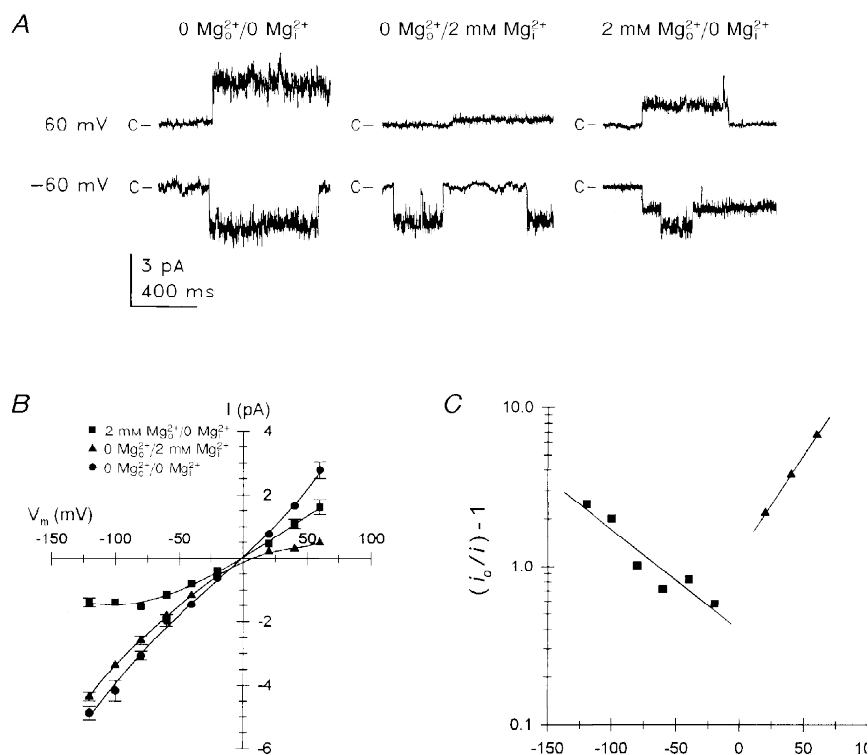 A
0 Mg²⁺ₒ/0 Mg²⁺ᵢ
0 Mg²⁺ₒ/2 mM Mg²⁺ᵢ
2 mM Mg²⁺ₒ/0 Mg²⁺ᵢ
60 mV
C–
C–
C–
–60 mV
C–
C–
C–
3 pA
400 ms
B
I (pA)
2 mM Mg²⁺ₒ/0 Mg²⁺ᵢ
0 Mg²⁺ₒ/2 mM Mg²⁺ᵢ
0 Mg²⁺ₒ/0 Mg²⁺ᵢ
Vₘ (mV)
-150
-100
-50
50
100
4
2
-2
-4
-6
C
(iₒ/i) - 1
10.0
1.0
0.1
-150
-100
-50
0
50